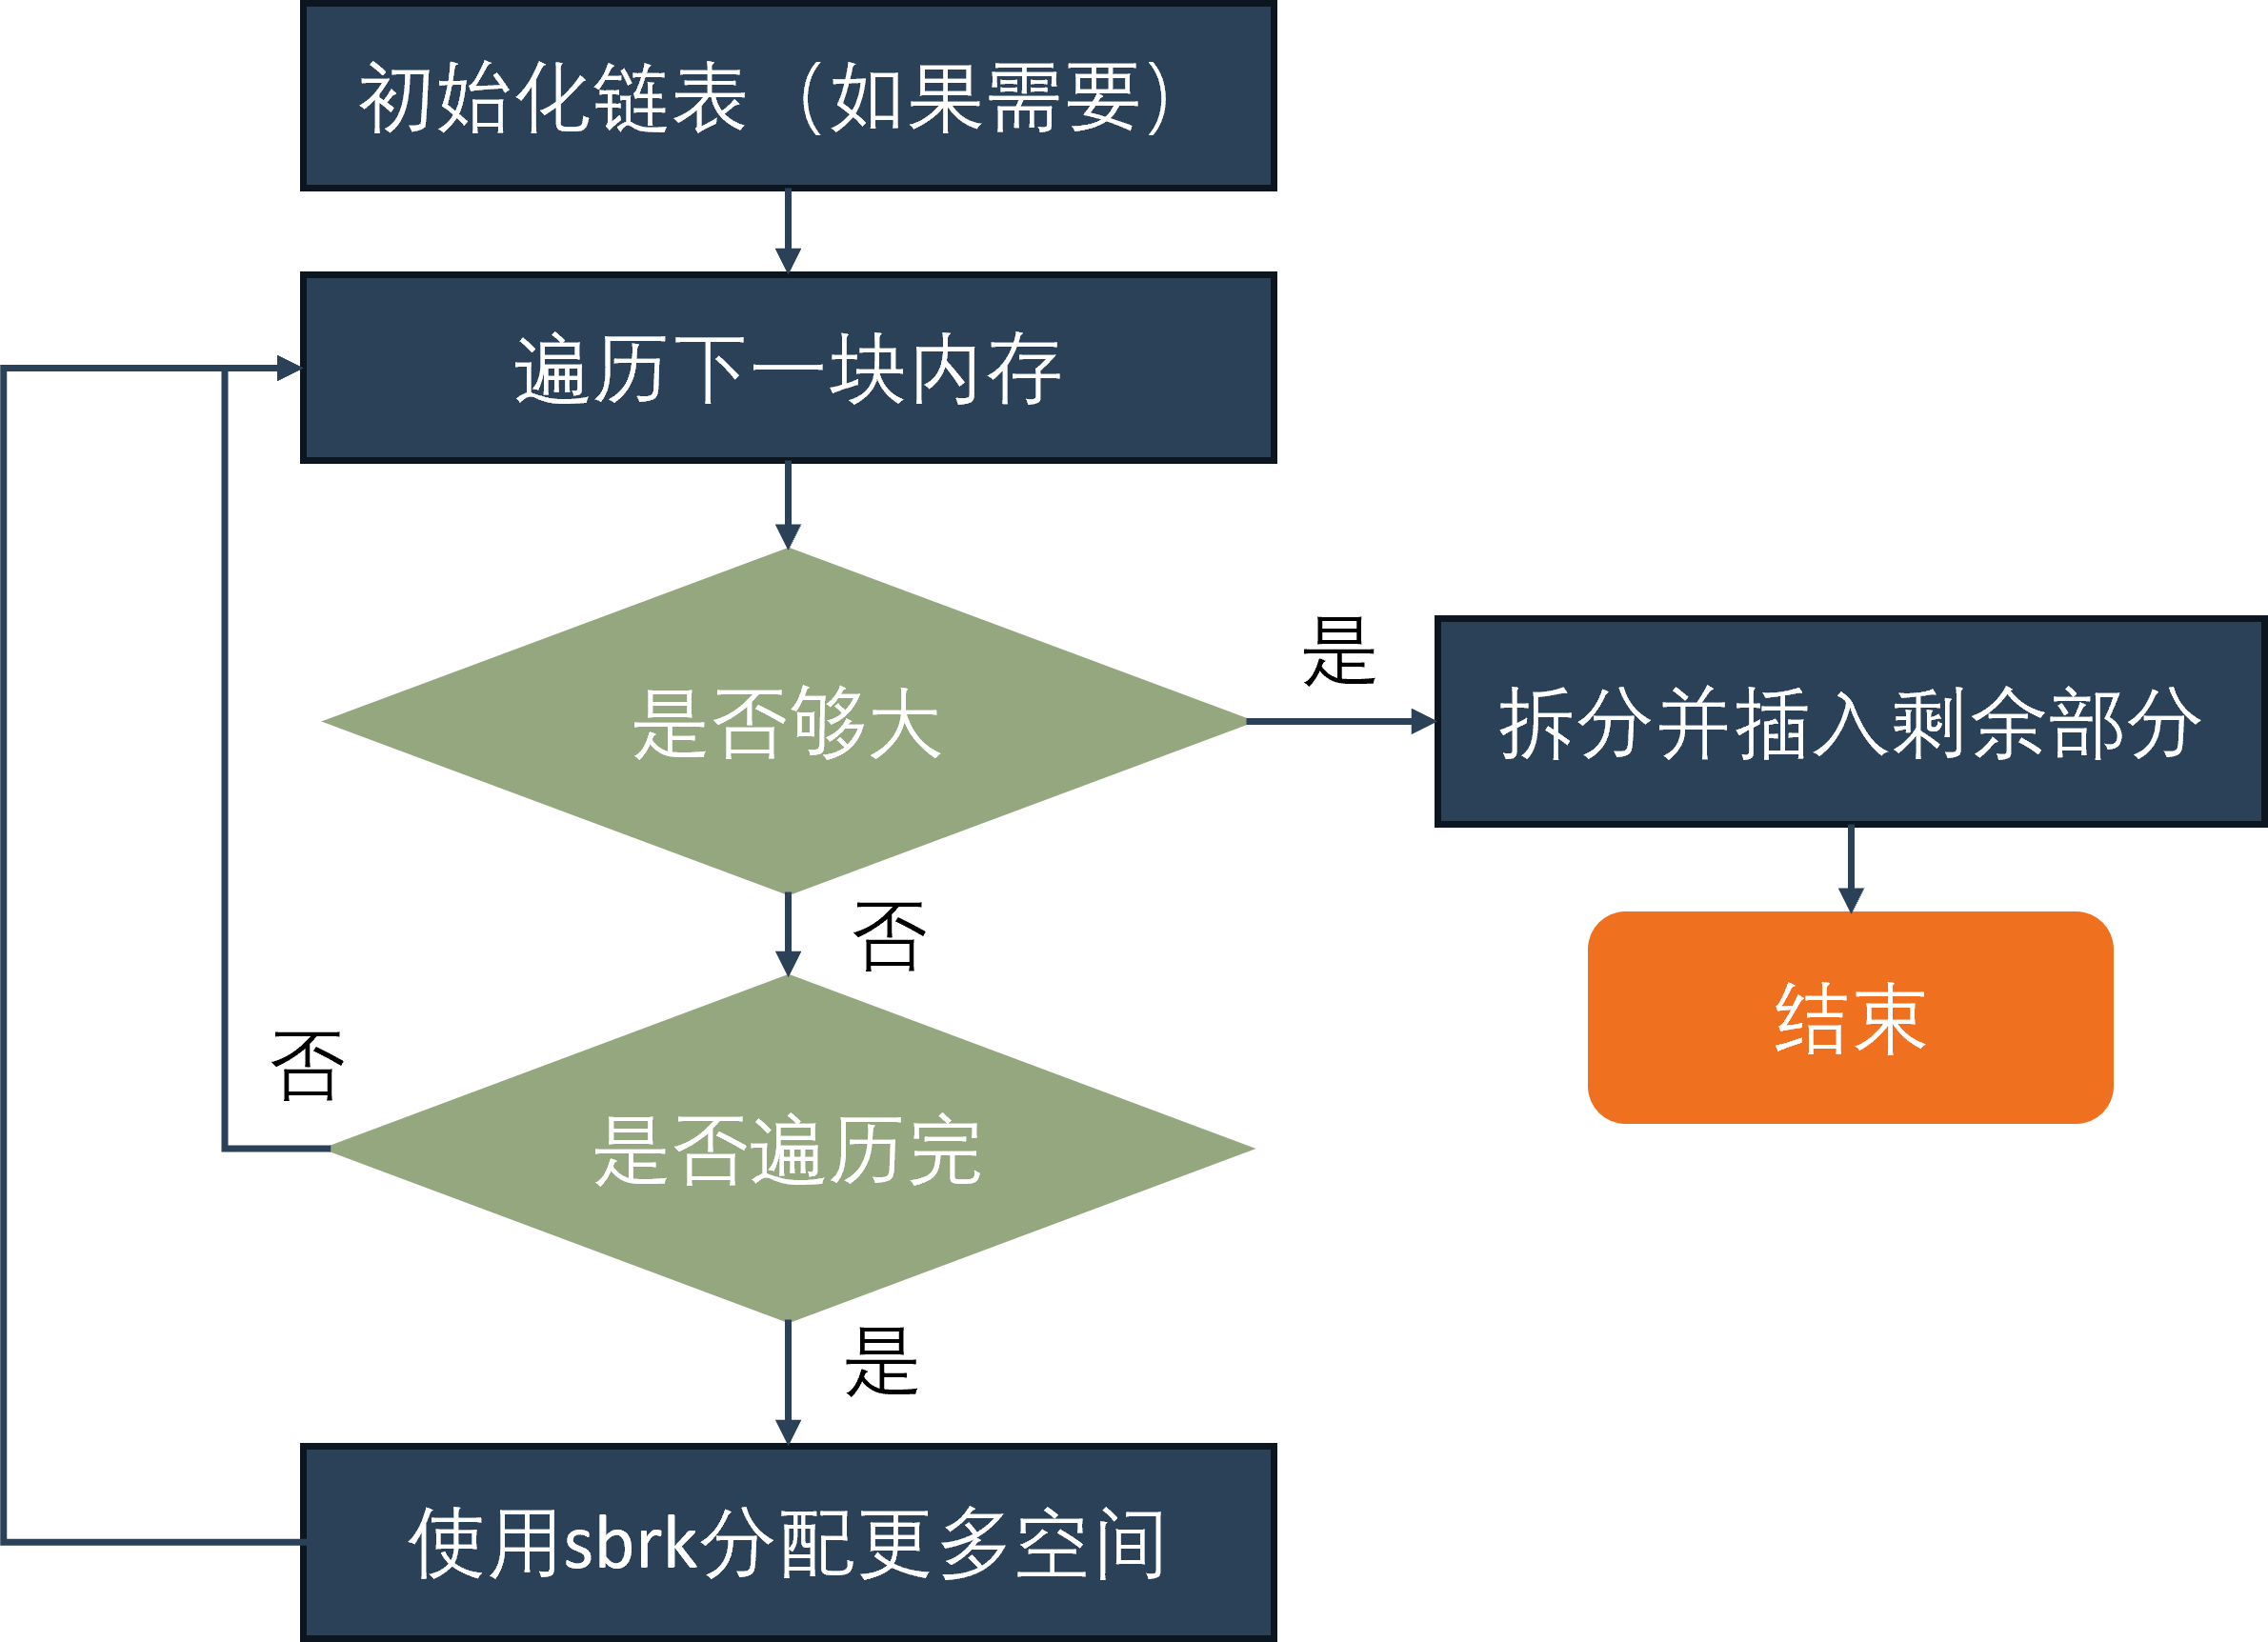 初始化锥表（如果需要）
遍历下一块内存
是否够大
是
拆分并插入剩余部分
否
结束
否
是否遍历完
是
使用sbrk分配更多空间